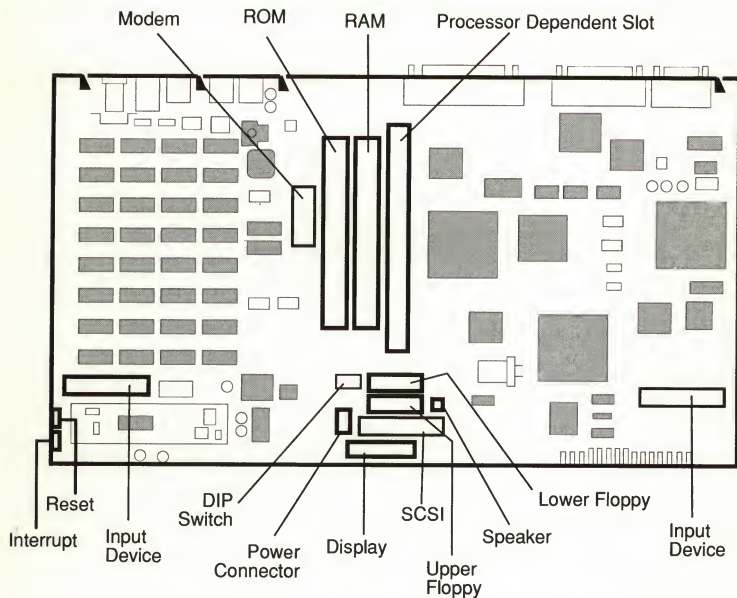 Modem
ROM
RAM
Processor Dependent Slot
Reset
Interrupt
Input
Device
DIP
Switch
Power
Connector
Display
SCSI
Upper
Floppy
Speaker
Lower Floppy
Input
Device